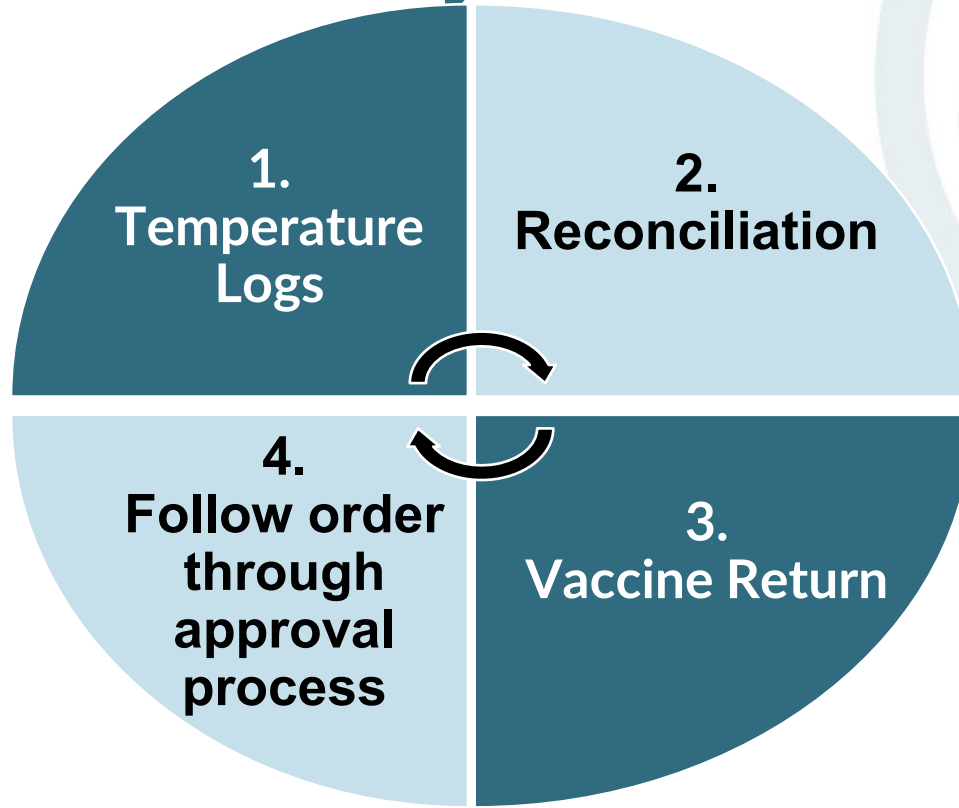 1.
Temperature
Logs
2.
Reconciliation
3.
Vaccine Return
4.
Follow order
through
approval
process